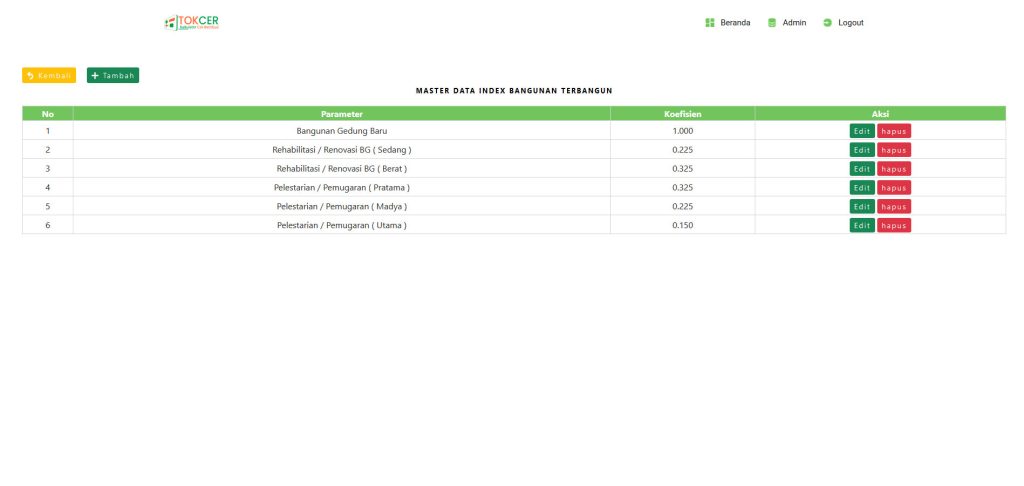 TOKCER
Beranda Admin Logout
Kembali Tambah
MASTER DATA INDEX BANGUNAN TERBANGUN
No Parameter Koefisien Aksi
1 Bangunan Gedung Baru 1.000 Edit hapus
2 Rehabilitasi / Renovasi BG ( Sedang ) 0.225 Edit hapus
3 Rehabilitasi / Renovasi BG ( Berat ) 0.325 Edit hapus
4 Pelestarian / Pemugaran ( Pratama ) 0.325 Edit hapus
5 Pelestarian / Pemugaran ( Madya ) 0.225 Edit hapus
6 Pelestarian / Pemugaran ( Utama ) 0.150 Edit hapus